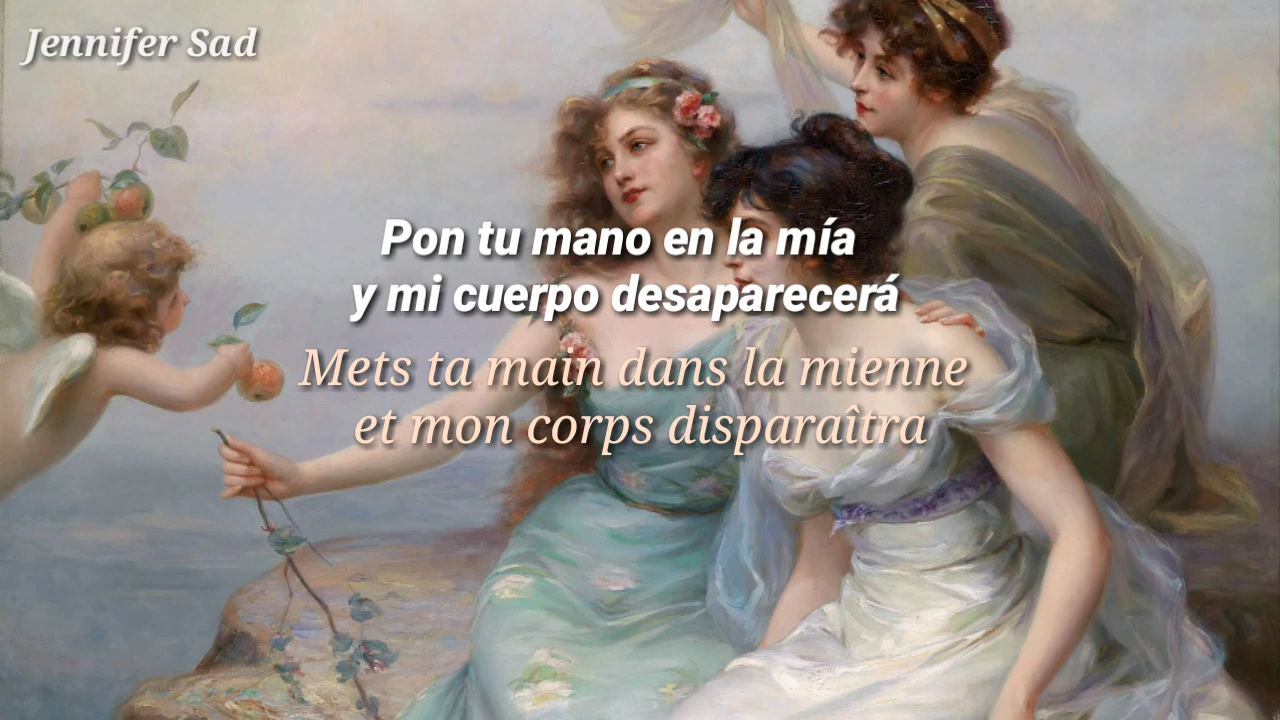 Jennifer Sad
Pon tu mano en la mía
y mi cuerpo desaparecerá
Mets ta main dans la mienne
et mon corps disparaîtra